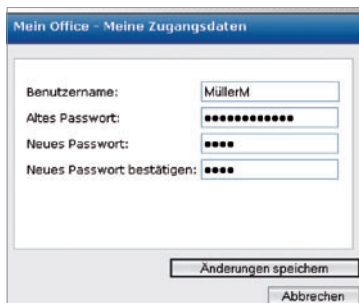 Mein Office - Meine Zugangsdaten
Benutzername: MüllerM
Altes Passwort: ●●●●●●●●●●●●
Neues Passwort: ●●●●
Neues Passwort bestätigen: ●●●●
Änderungen speichern
Abbrechen